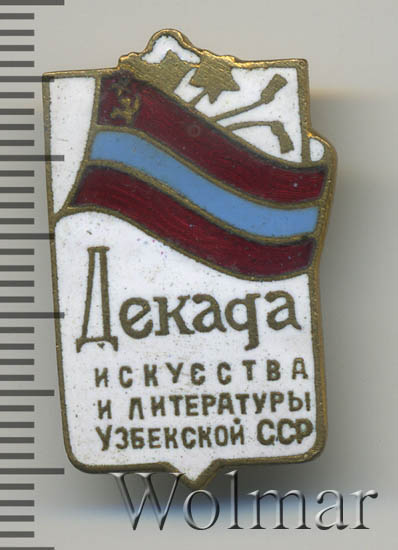 Декада
ИСКУССТВА
И ЛИТЕРАТУРЫ
УЗБЕКСКОЙ ССР
Wolmar